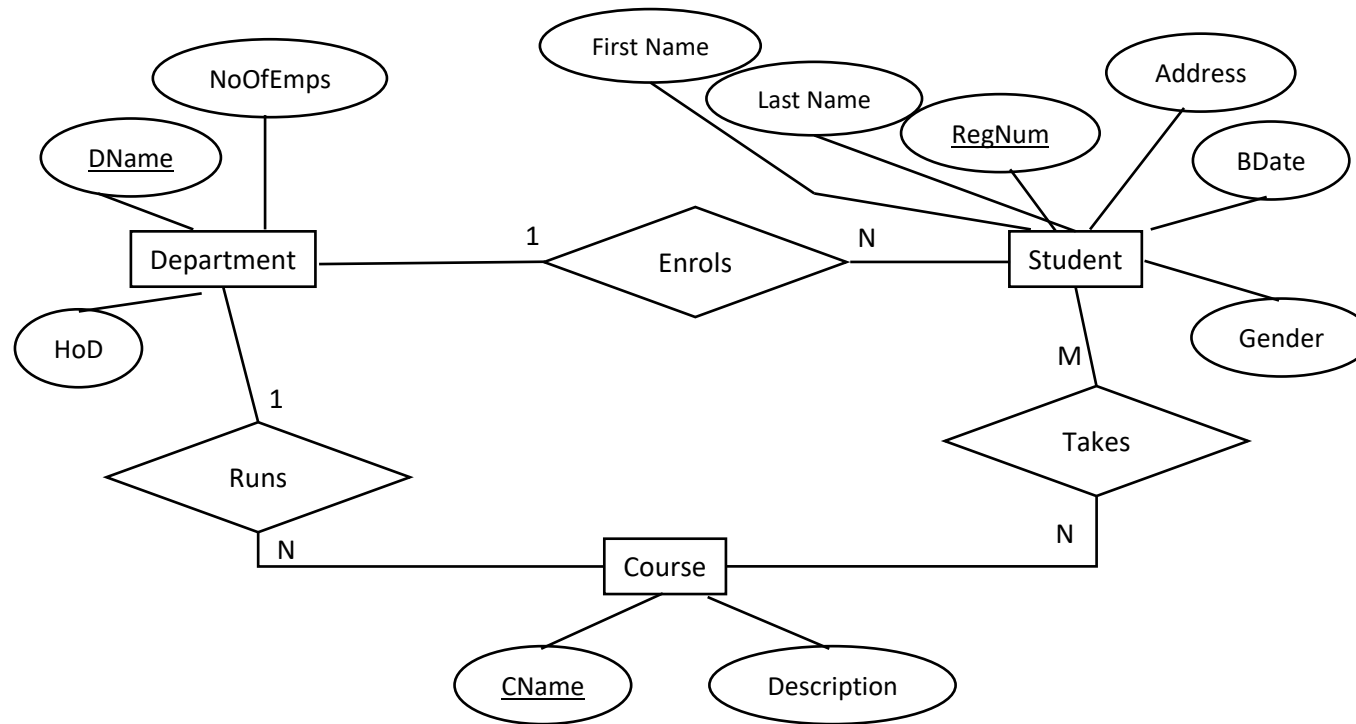 First Name
NoOfEmps
Address
Last Name
RegNum
DName
BDate
1
N
Department
Enrols
Student
HoD
Gender
M
1
Takes
Runs
N
N
Course
CName
Description